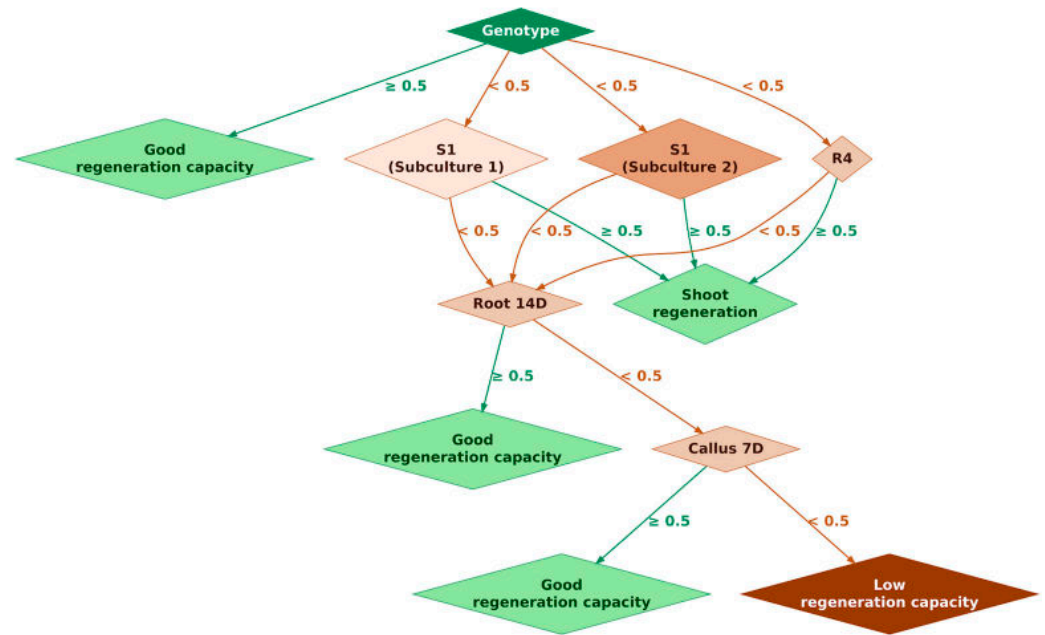 Genotype
≥ 0.5
< 0.5
< 0.5
< 0.5
Good
regeneration capacity
S1
(Subculture 1)
S1
(Subculture 2)
R4
< 0.5
≥ 0.5
< 0.5
≥ 0.5
< 0.5
≥ 0.5
Root 14D
Shoot
regeneration
≥ 0.5
< 0.5
Good
regeneration capacity
Callus 7D
≥ 0.5
< 0.5
Good
regeneration capacity
Low
regeneration capacity